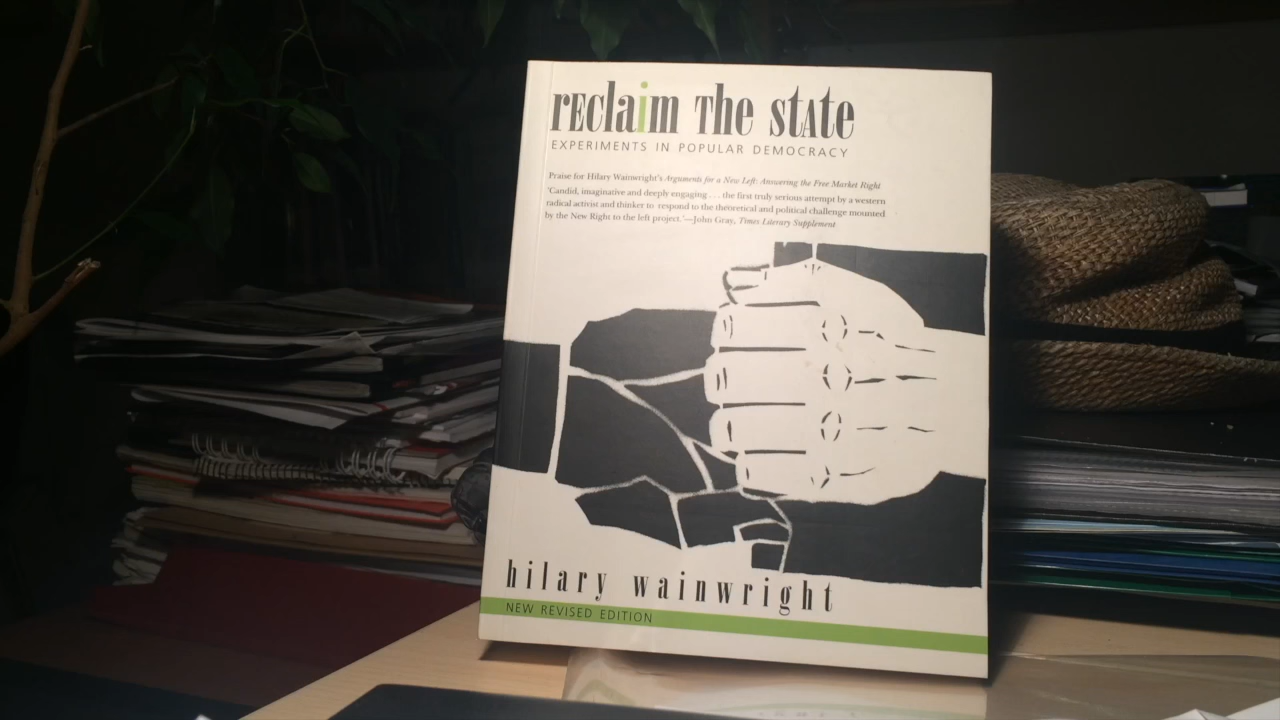 rEClaim The stAte
EXPERIMENTS IN POPULAR DEMOCRACY
Praise for Hilary Wainwright's Arguments for a New Left: Answering the Free Market Right
'Candid, imaginative and deeply engaging . . . the first truly serious attempt by a western
radical activist and thinker to respond to the theoretical and political challenge mounted
by the New Right to the left project.'—John Gray, Times Literary Supplement
hilary wainwright
NEW REVISED EDITION